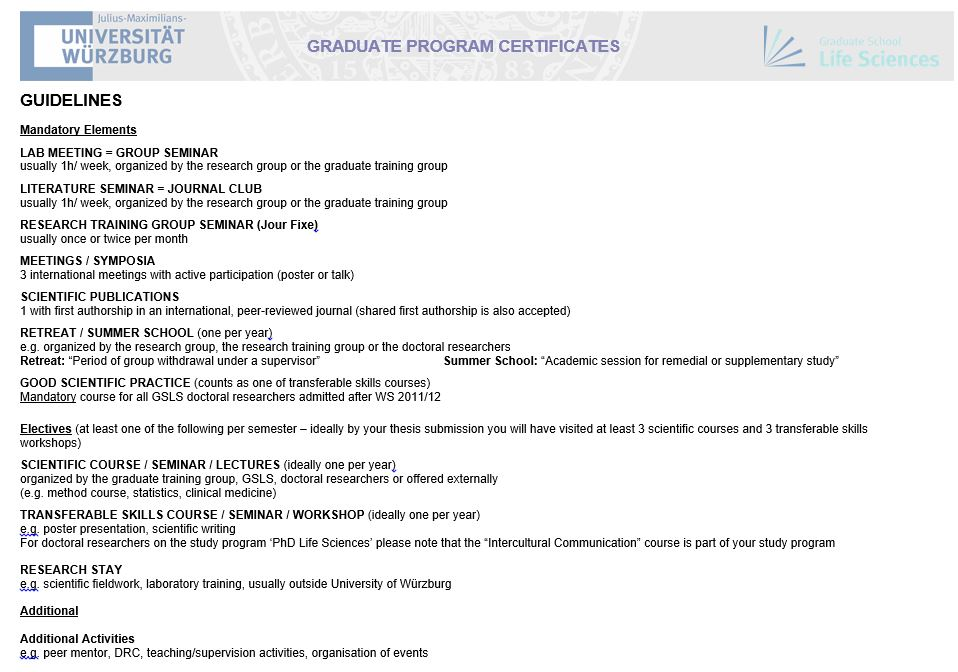 Julius-Maximilians-
UNIVERSITÄT
WÜRZBURG
GRADUATE PROGRAM CERTIFICATES
Graduate School
Life Sciences
GUIDELINES
Mandatory Elements
LAB MEETING = GROUP SEMINAR
usually 1h/ week, organized by the research group or the graduate training group
LITERATURE SEMINAR = JOURNAL CLUB
usually 1h/ week, organized by the research group or the graduate training group
RESEARCH TRAINING GROUP SEMINAR (Jour Fixe)
usually once or twice per month
MEETINGS / SYMPOSIA
3 international meetings with active participation (poster or talk)
SCIENTIFIC PUBLICATIONS
1 with first authorship in an international, peer-reviewed journal (shared first authorship is also accepted)
RETREAT / SUMMER SCHOOL (one per year)
e.g. organized by the research group, the research training group or the doctoral researchers
Retreat: “Period of group withdrawal under a supervisor” Summer School: “Academic session for remedial or supplementary study”
GOOD SCIENTIFIC PRACTICE (counts as one of transferable skills courses)
Mandatory course for all GSLS doctoral researchers admitted after WS 2011/12
Electives (at least one of the following per semester – ideally by your thesis submission you will have visited at least 3 scientific courses and 3 transferable skills
workshops)
SCIENTIFIC COURSE / SEMINAR / LECTURES (ideally one per year)
organized by the graduate training group, GSLS, doctoral researchers or offered externally
(e.g. method course, statistics, clinical medicine)
TRANSFERABLE SKILLS COURSE / SEMINAR / WORKSHOP (ideally one per year)
e.g. poster presentation, scientific writing
For doctoral researchers on the study program ‘PhD Life Sciences’ please note that the “Intercultural Communication” course is part of your study program
RESEARCH STAY
e.g. scientific fieldwork, laboratory training, usually outside University of Würzburg
Additional
Additional Activities
e.g. peer mentor, DRC, teaching/supervision activities, organisation of events